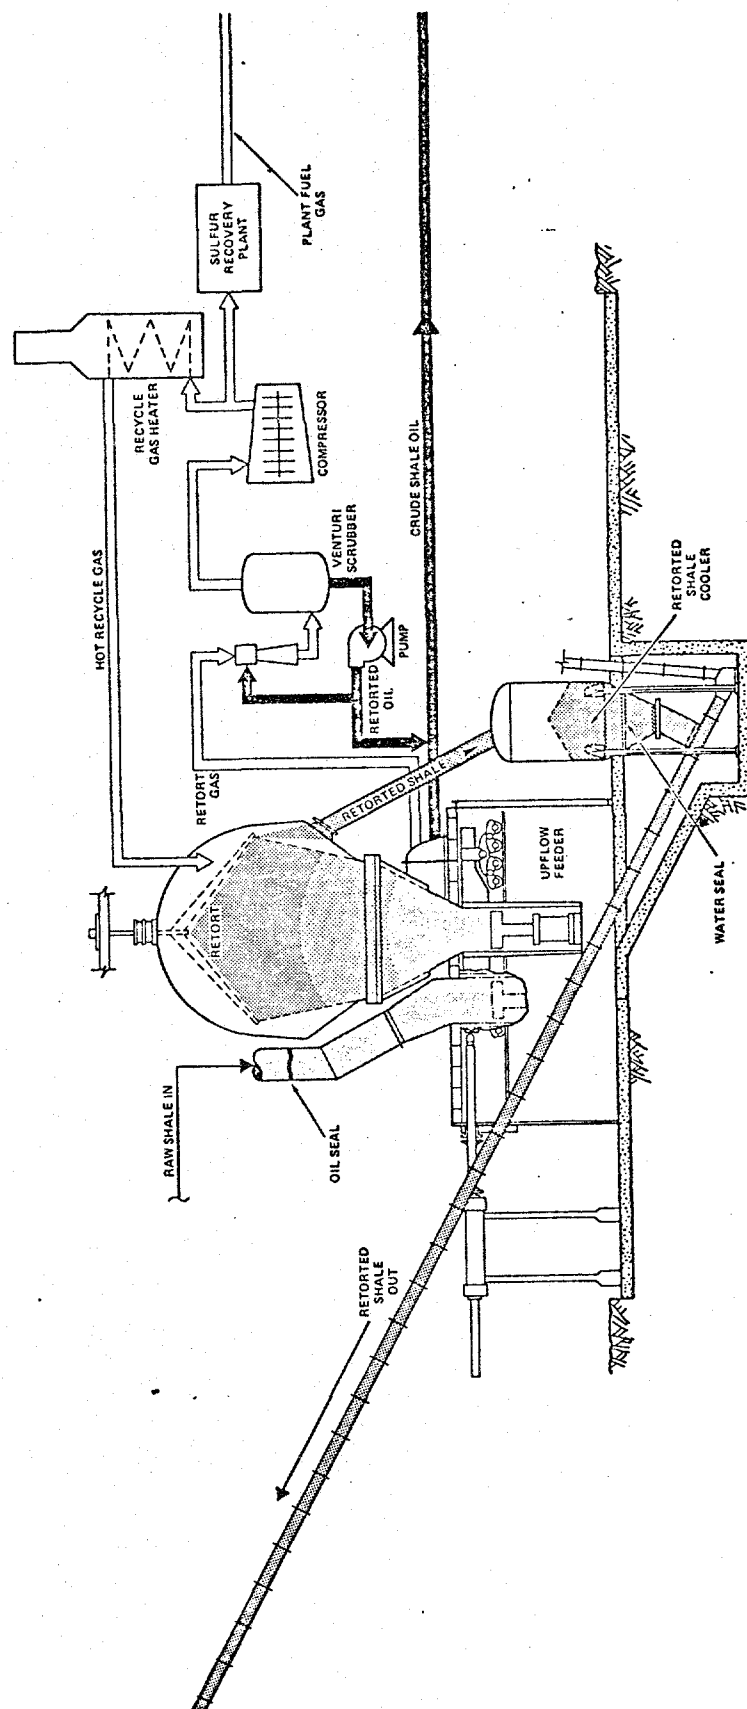 RAW SHALE IN
OIL SEAL
RETORTED
SHALE
OUT
RETORT
HOT RECYCLE GAS
RETORT
GAS
RETORTED SHALE
RETORTED
OIL
PUMP
VENTURI
SCRUBBER
COMPRESSOR
RECYCLE
GAS HEATER
SULFUR
RECOVERY
PLANT
PLANT FUEL
GAS
CRUDE SHALE OIL
UPFLOW
FEEDER
WATER SEAL
RETORTED
SHALE
COOLER